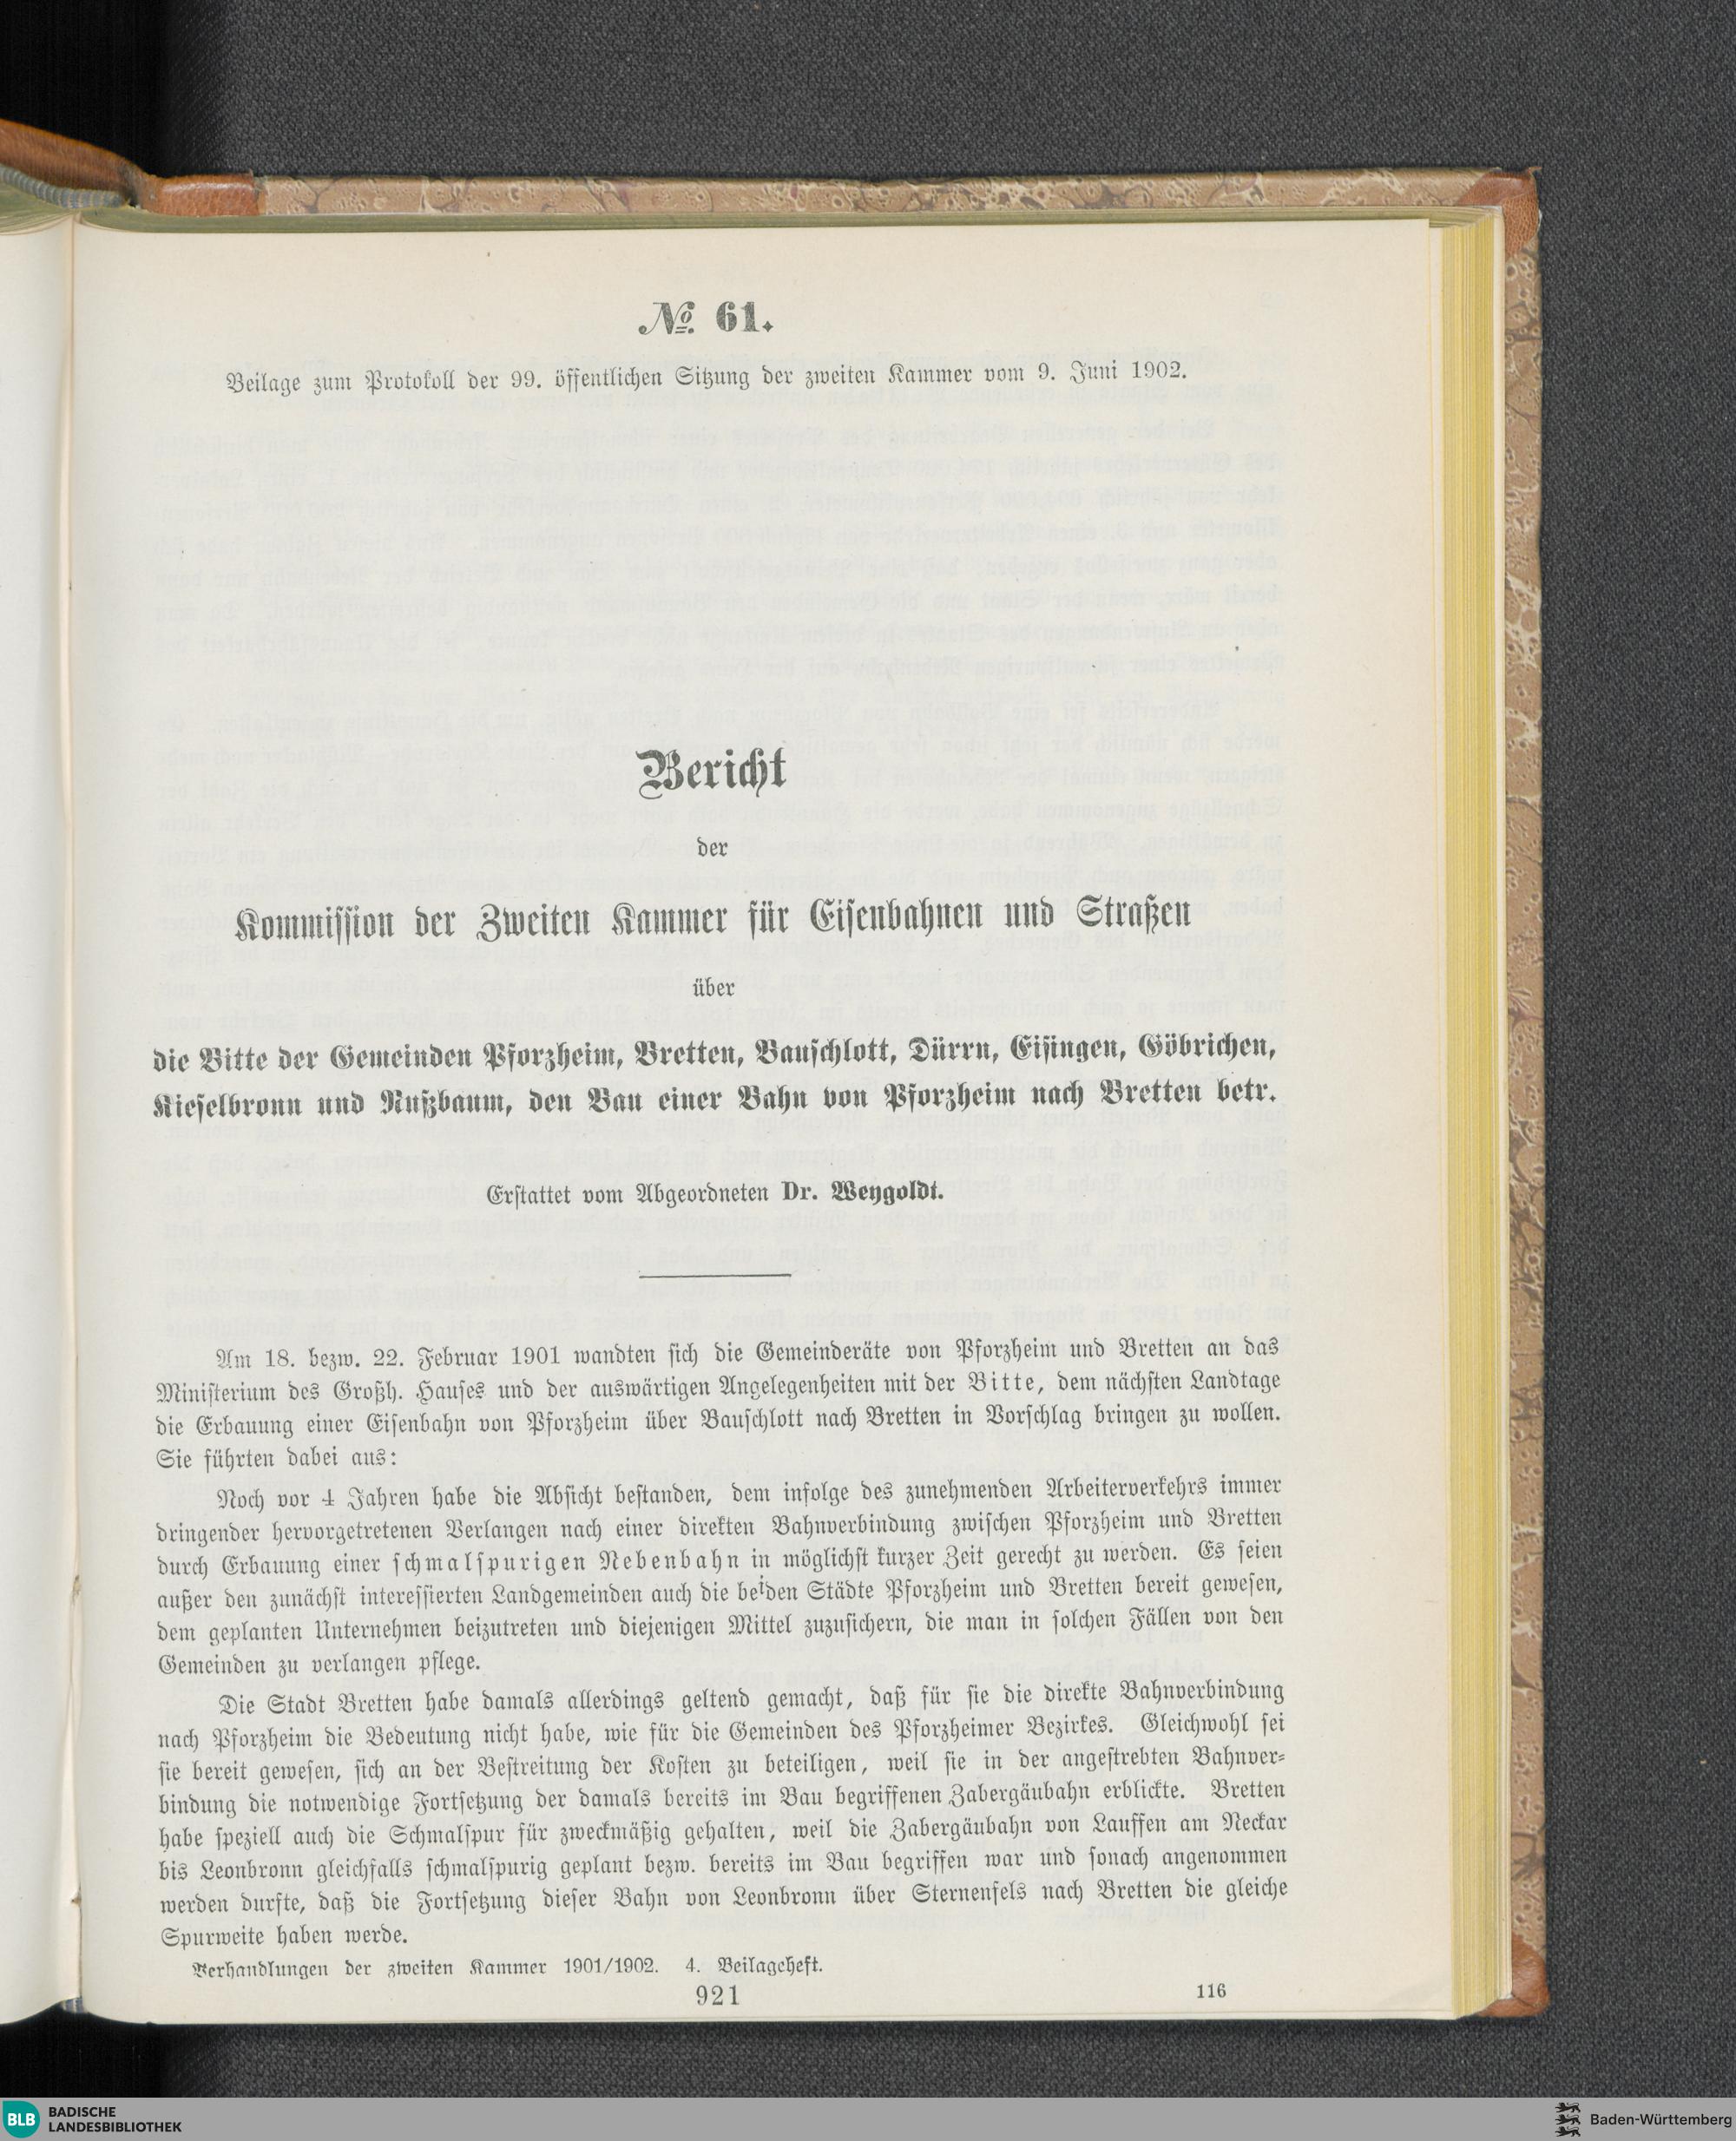 № 61.
Beilage zum Protokoll der 99. öffentlichen Sitzung der zweiten Kammer vom 9. Juni 1902.
Bericht
der
Kommission der Zweiten Kammer für Eisenbahnen und Straßen
über
die Bitte der Gemeinden Pforzheim, Bretten, Bauschlott, Dürrn, Eisingen, Göbrichen,
Kieselbronn und Nußbaum, den Bau einer Bahn von Pforzheim nach Bretten betr.
Erstattet vom Abgeordneten Dr. Weygoldt.
Am 18. bezw. 22. Februar 1901 wandten sich die Gemeinderäte von Pforzheim und Bretten an das
Ministerium des Großh. Hauses und der auswärtigen Angelegenheiten mit der Bitte, dem nächsten Landtage
die Erbauung einer Eisenbahn von Pforzheim über Bauschlott nach Bretten in Vorschlag bringen zu wollen.
Sie führten dabei aus:
Noch vor 4 Jahren habe die Absicht bestanden, dem infolge des zunehmenden Arbeiterverkehrs immer
dringender hervorgetretenen Verlangen nach einer direkten Bahnverbindung zwischen Pforzheim und Bretten
durch Erbauung einer schmalspurigen Nebenbahn in möglichst kurzer Zeit gerecht zu werden. Es seien
außer den zunächst interessierten Landgemeinden auch die beiden Städte Pforzheim und Bretten bereit gewesen,
dem geplanten Unternehmen beizutreten und diejenigen Mittel zuzusichern, die man in solchen Fällen von den
Gemeinden zu verlangen pflege.
Die Stadt Bretten habe damals allerdings geltend gemacht, daß für sie die direkte Bahnverbindung
nach Pforzheim die Bedeutung nicht habe, wie für die Gemeinden des Pforzheimer Bezirkes. Gleichwohl sei
sie bereit gewesen, sich an der Bestreitung der Kosten zu beteiligen, weil sie in der angestrebten Bahnver-
bindung die notwendige Fortsetzung der damals bereits im Bau begriffenen Zabergäubahn erblickte. Bretten
habe speziell auch die Schmalspur für zweckmäßig gehalten, weil die Zabergäubahn von Lauffen am Neckar
bis Leonbronn gleichfalls schmalspurig geplant bezw. bereits im Bau begriffen war und sonach angenommen
werden durfte, daß die Fortsetzung dieser Bahn von Leonbronn über Sternenfels nach Bretten die gleiche
Spurweite haben werde.
Verhandlungen der zweiten Kammer 1901/1902. 4. Beilageheft.
921
116
BLB BADISCHE
LANDESBIBLIOTHEK
Baden-Württemberg